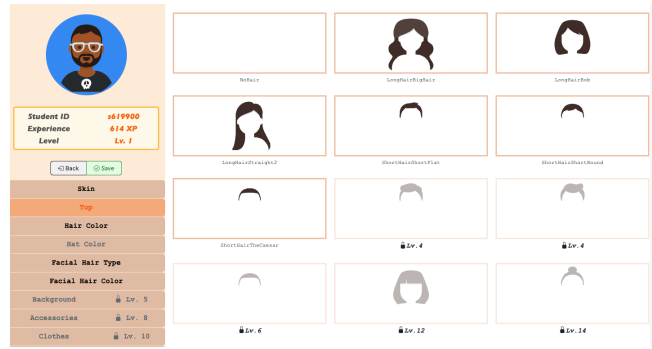 Student ID s619900
Experience 614 XP
Level Lv. 1
Back Save
Skin
Top
Hair Color
Hat Color
Facial Hair Type
Facial Hair Color
Background Lv. 5
Accessories Lv. 8
Clothes Lv. 10
NoHair LongHairBigHair LongHairBob
LongHairStraight2 ShortHairShortFlat ShortHairShortRound
ShortHairTheCaesar Lv.4 Lv.4
Lv.6 Lv.12 Lv.14